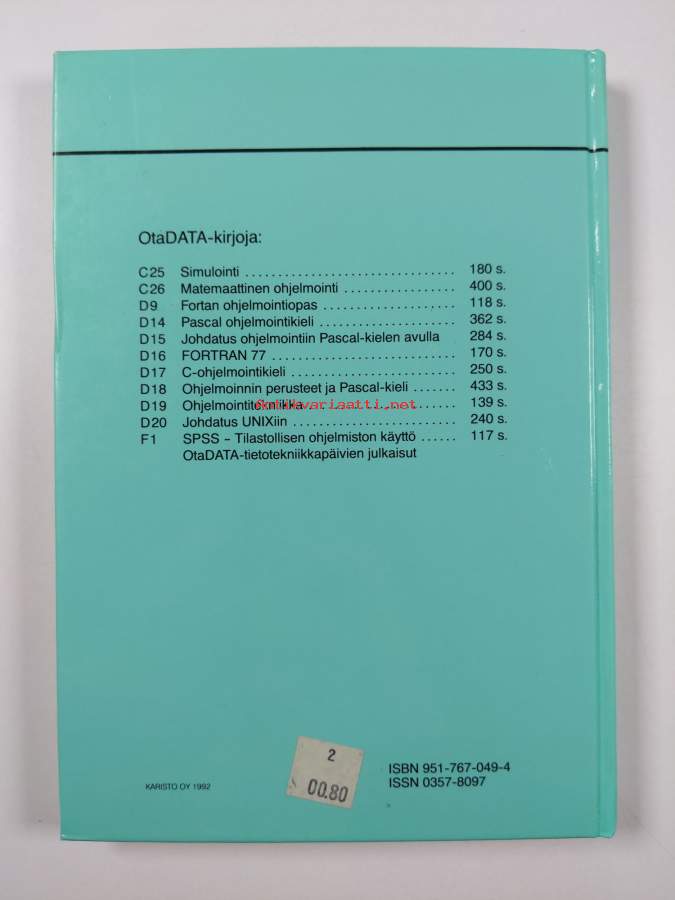 OtaDATA-kirjoja:
C25 Simulointi ................................ 180 s.
C26 Matemaattinen ohjelmointi ................. 400 s.
D9 Fortan ohjelmointiopas ..................... 118 s.
D14 Pascal ohjelmointikieli ..................... 362 s.
D15 Johdatus ohjelmointiin Pascal-kielen avulla 284 s.
D16 FORTRAN 77 ............................ 170 s.
D17 C-ohjelmointikieli ......................... 250 s.
D18 Ohjelmoinnin perusteet ja Pascal-kieli ....... 433 s.
D19 Ohjelmointitekniikka ....................... 139 s.
antikvariaatti.net
D20 Johdatus UNIXiin ......................... 240 s.
F1 SPSS – Tilastollisen ohjelmiston käyttö ...... 117 s.
OtaDATA-tietotekniikkapäivien julkaisut
2
00.80
KARISTO OY 1992
ISBN 951-767-049-4
ISSN 0357-8097